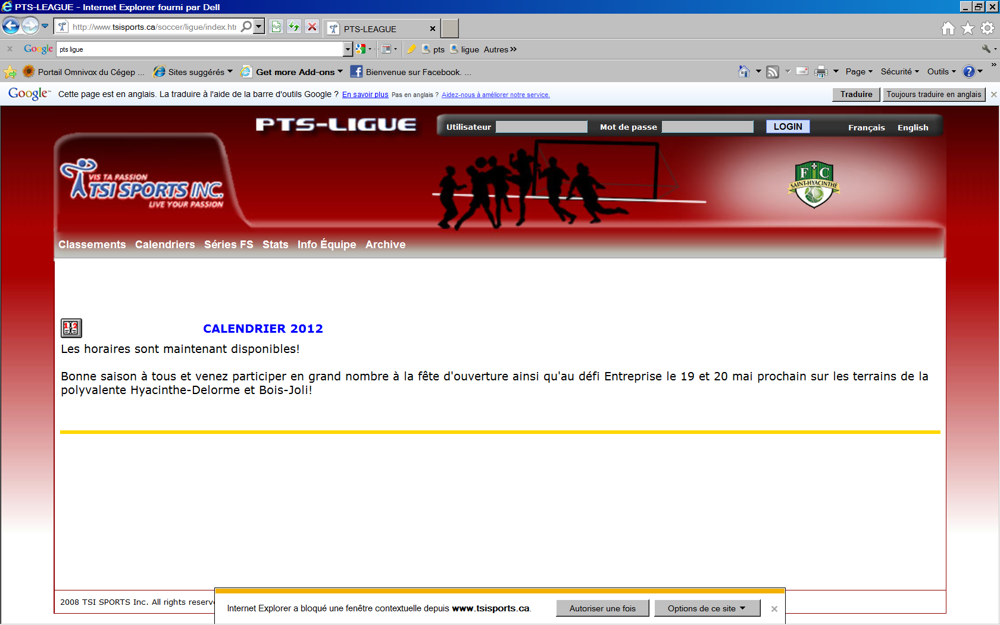 PTS-LEAGUE - Internet Explorer fourni par Dell
http://www.tsisports.ca/soccer/ligue/index.ht
PTS-LEAGUE
Google pts ligue pts ligue Autres
Portail Omnivox du Cégep ... Sites suggérés Get more Add-ons Bienvenue sur Facebook. ... Page Sécurité Outils
Google Cette page est en anglais. La traduire à l'aide de la barre d'outils Google ? En savoir plus Pas en anglais ? Aidez-nous à améliorer notre service. Traduire Toujours traduire en anglais
PTS-LIGUE Utilisateur Mot de passe LOGIN Français English
VIS TA PASSION
TSI SPORTS INC.
LIVE YOUR PASSION
F C
SAINT-HYACINTHE
Classements Calendriers Séries FS Stats Info Équipe Archive
1 2
CALENDRIER 2012
Les horaires sont maintenant disponibles!
Bonne saison à tous et venez participer en grand nombre à la fête d'ouverture ainsi qu'au défi Entreprise le 19 et 20 mai prochain sur les terrains de la
polyvalente Hyacinthe-Delorme et Bois-Joli!
2008 TSI SPORTS Inc. All rights reserv
Internet Explorer a bloqué une fenêtre contextuelle depuis www.tsisports.ca. Autoriser une fois Options de ce site